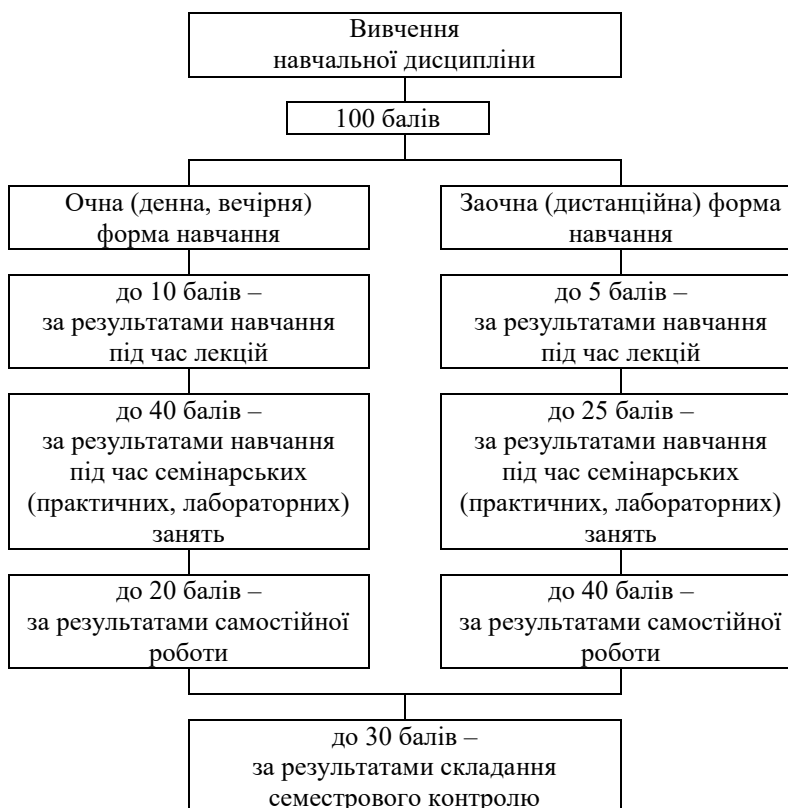 Вивчення
навчальної дисципліни
100 балів
Очна (денна, вечірня)
форма навчання
Заочна (дистанційна) форма
навчання
до 10 балів –
за результатами навчання
під час лекцій
до 5 балів –
за результатами навчання
під час лекцій
до 40 балів –
за результатами навчання
під час семінарських
(практичних, лабораторних)
занять
до 25 балів –
за результатами навчання
під час семінарських
(практичних, лабораторних)
занять
до 20 балів –
за результатами самостійної
роботи
до 40 балів –
за результатами самостійної
роботи
до 30 балів –
за результатами складання
семестрового контролю